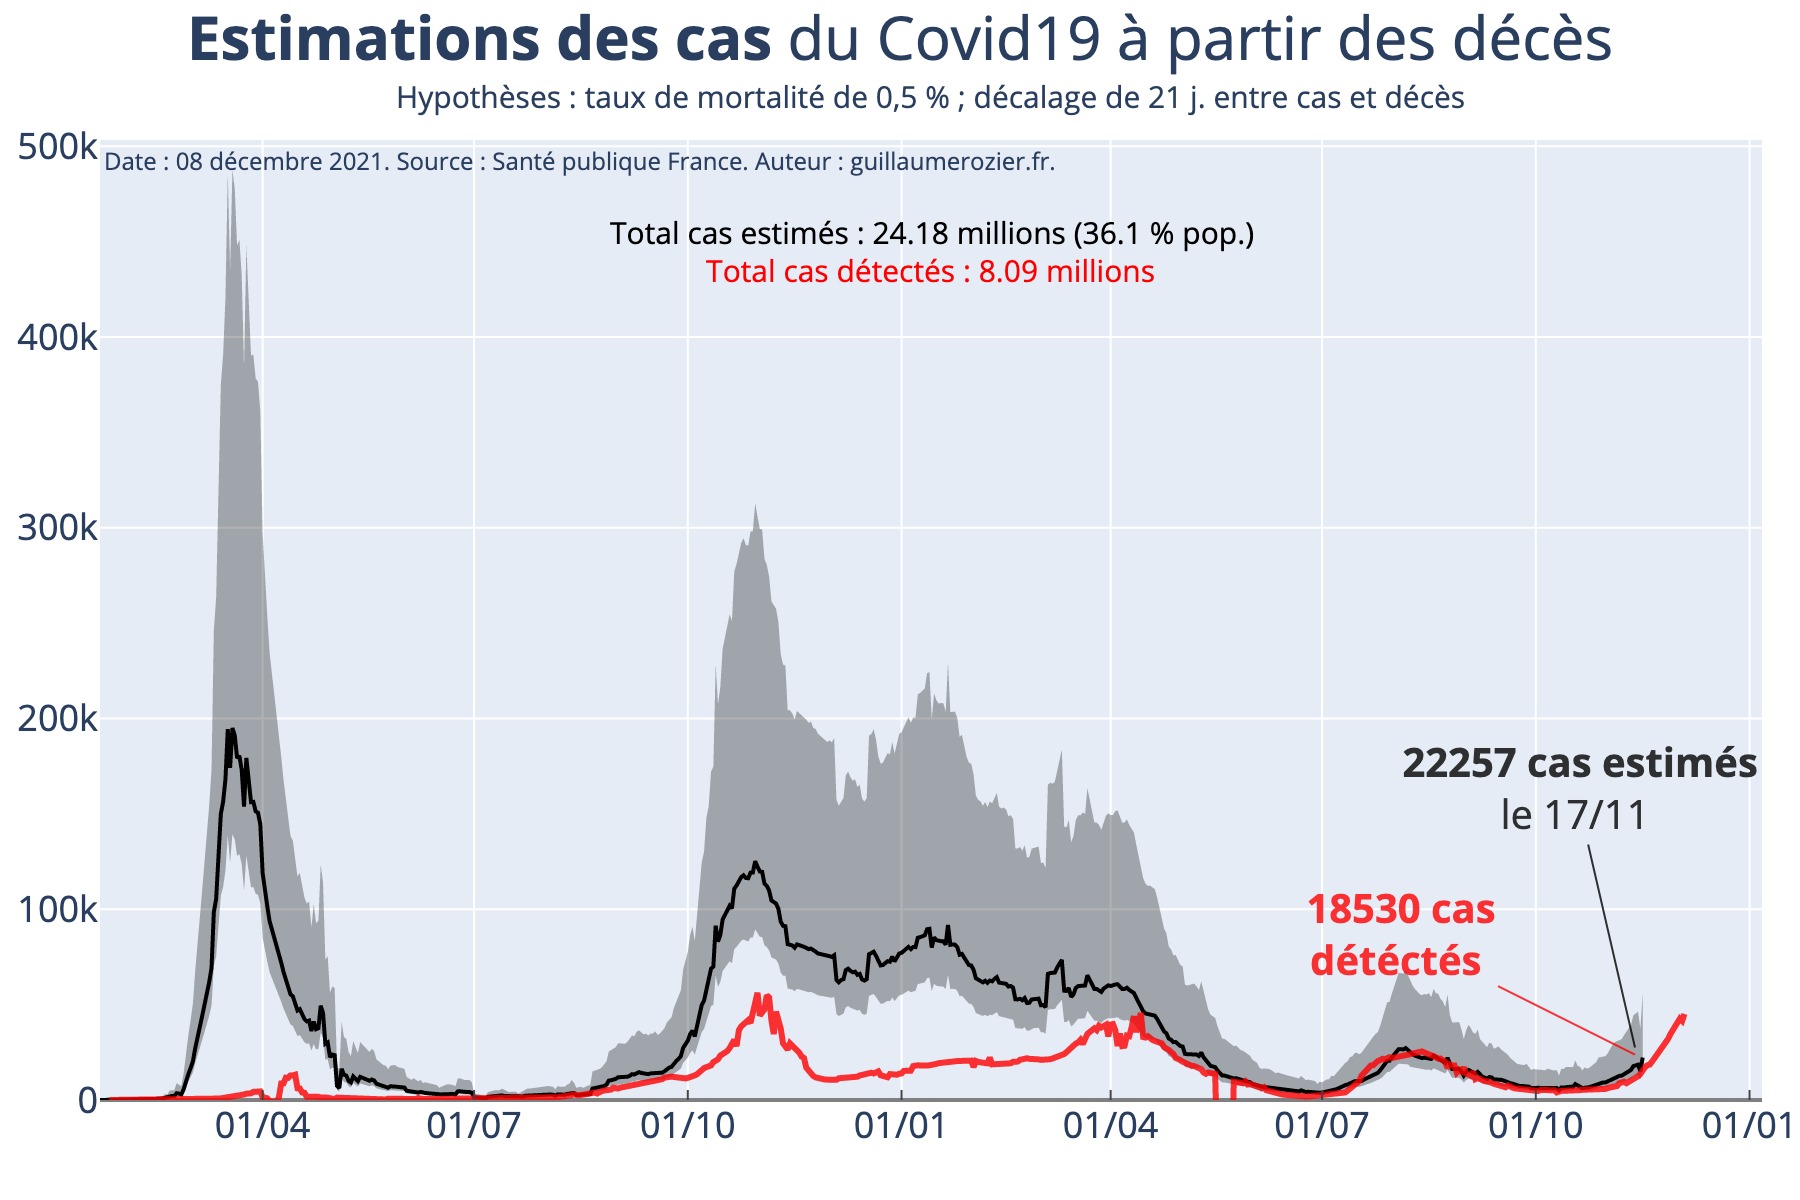 Estimations des cas du Covid19 à partir des décès
Hypothèses : taux de mortalité de 0,5 % ; décalage de 21 j. entre cas et décès
500k
Date : 08 décembre 2021. Source : Santé publique France. Auteur : guillaumerozier.fr.
Total cas estimés : 24.18 millions (36.1 % pop.)
Total cas détectés : 8.09 millions
400k
300k
200k
22257 cas estimés
le 17/11
100k
18530 cas
détéctés
0
01/04 01/07 01/10 01/01 01/04 01/07 01/10 01/01